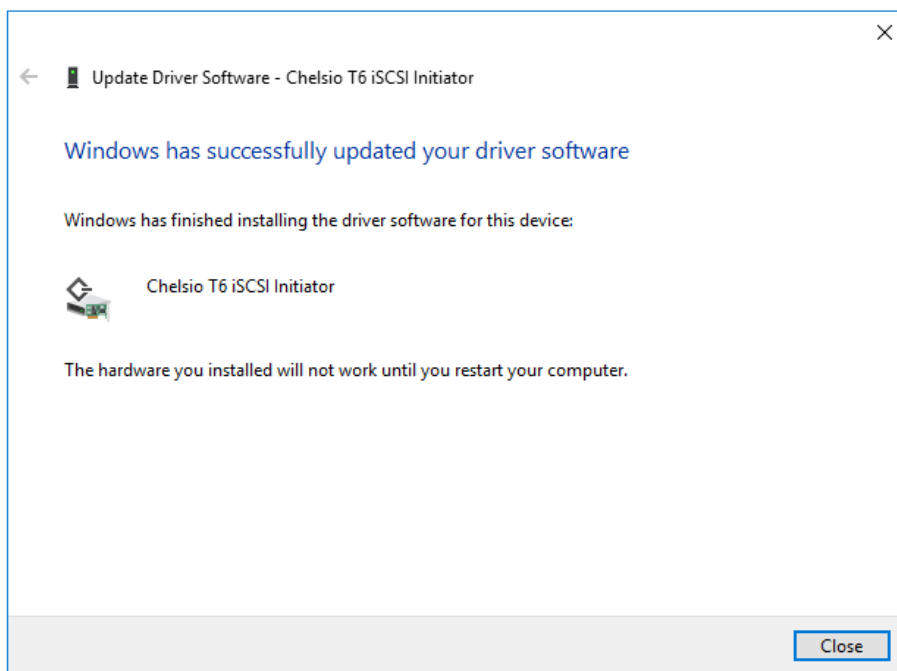 Update Driver Software - Chelsio T6 iSCSI Initiator
Windows has successfully updated your driver software
Windows has finished installing the driver software for this device:
Chelsio T6 iSCSI Initiator
The hardware you installed will not work until you restart your computer.
Close